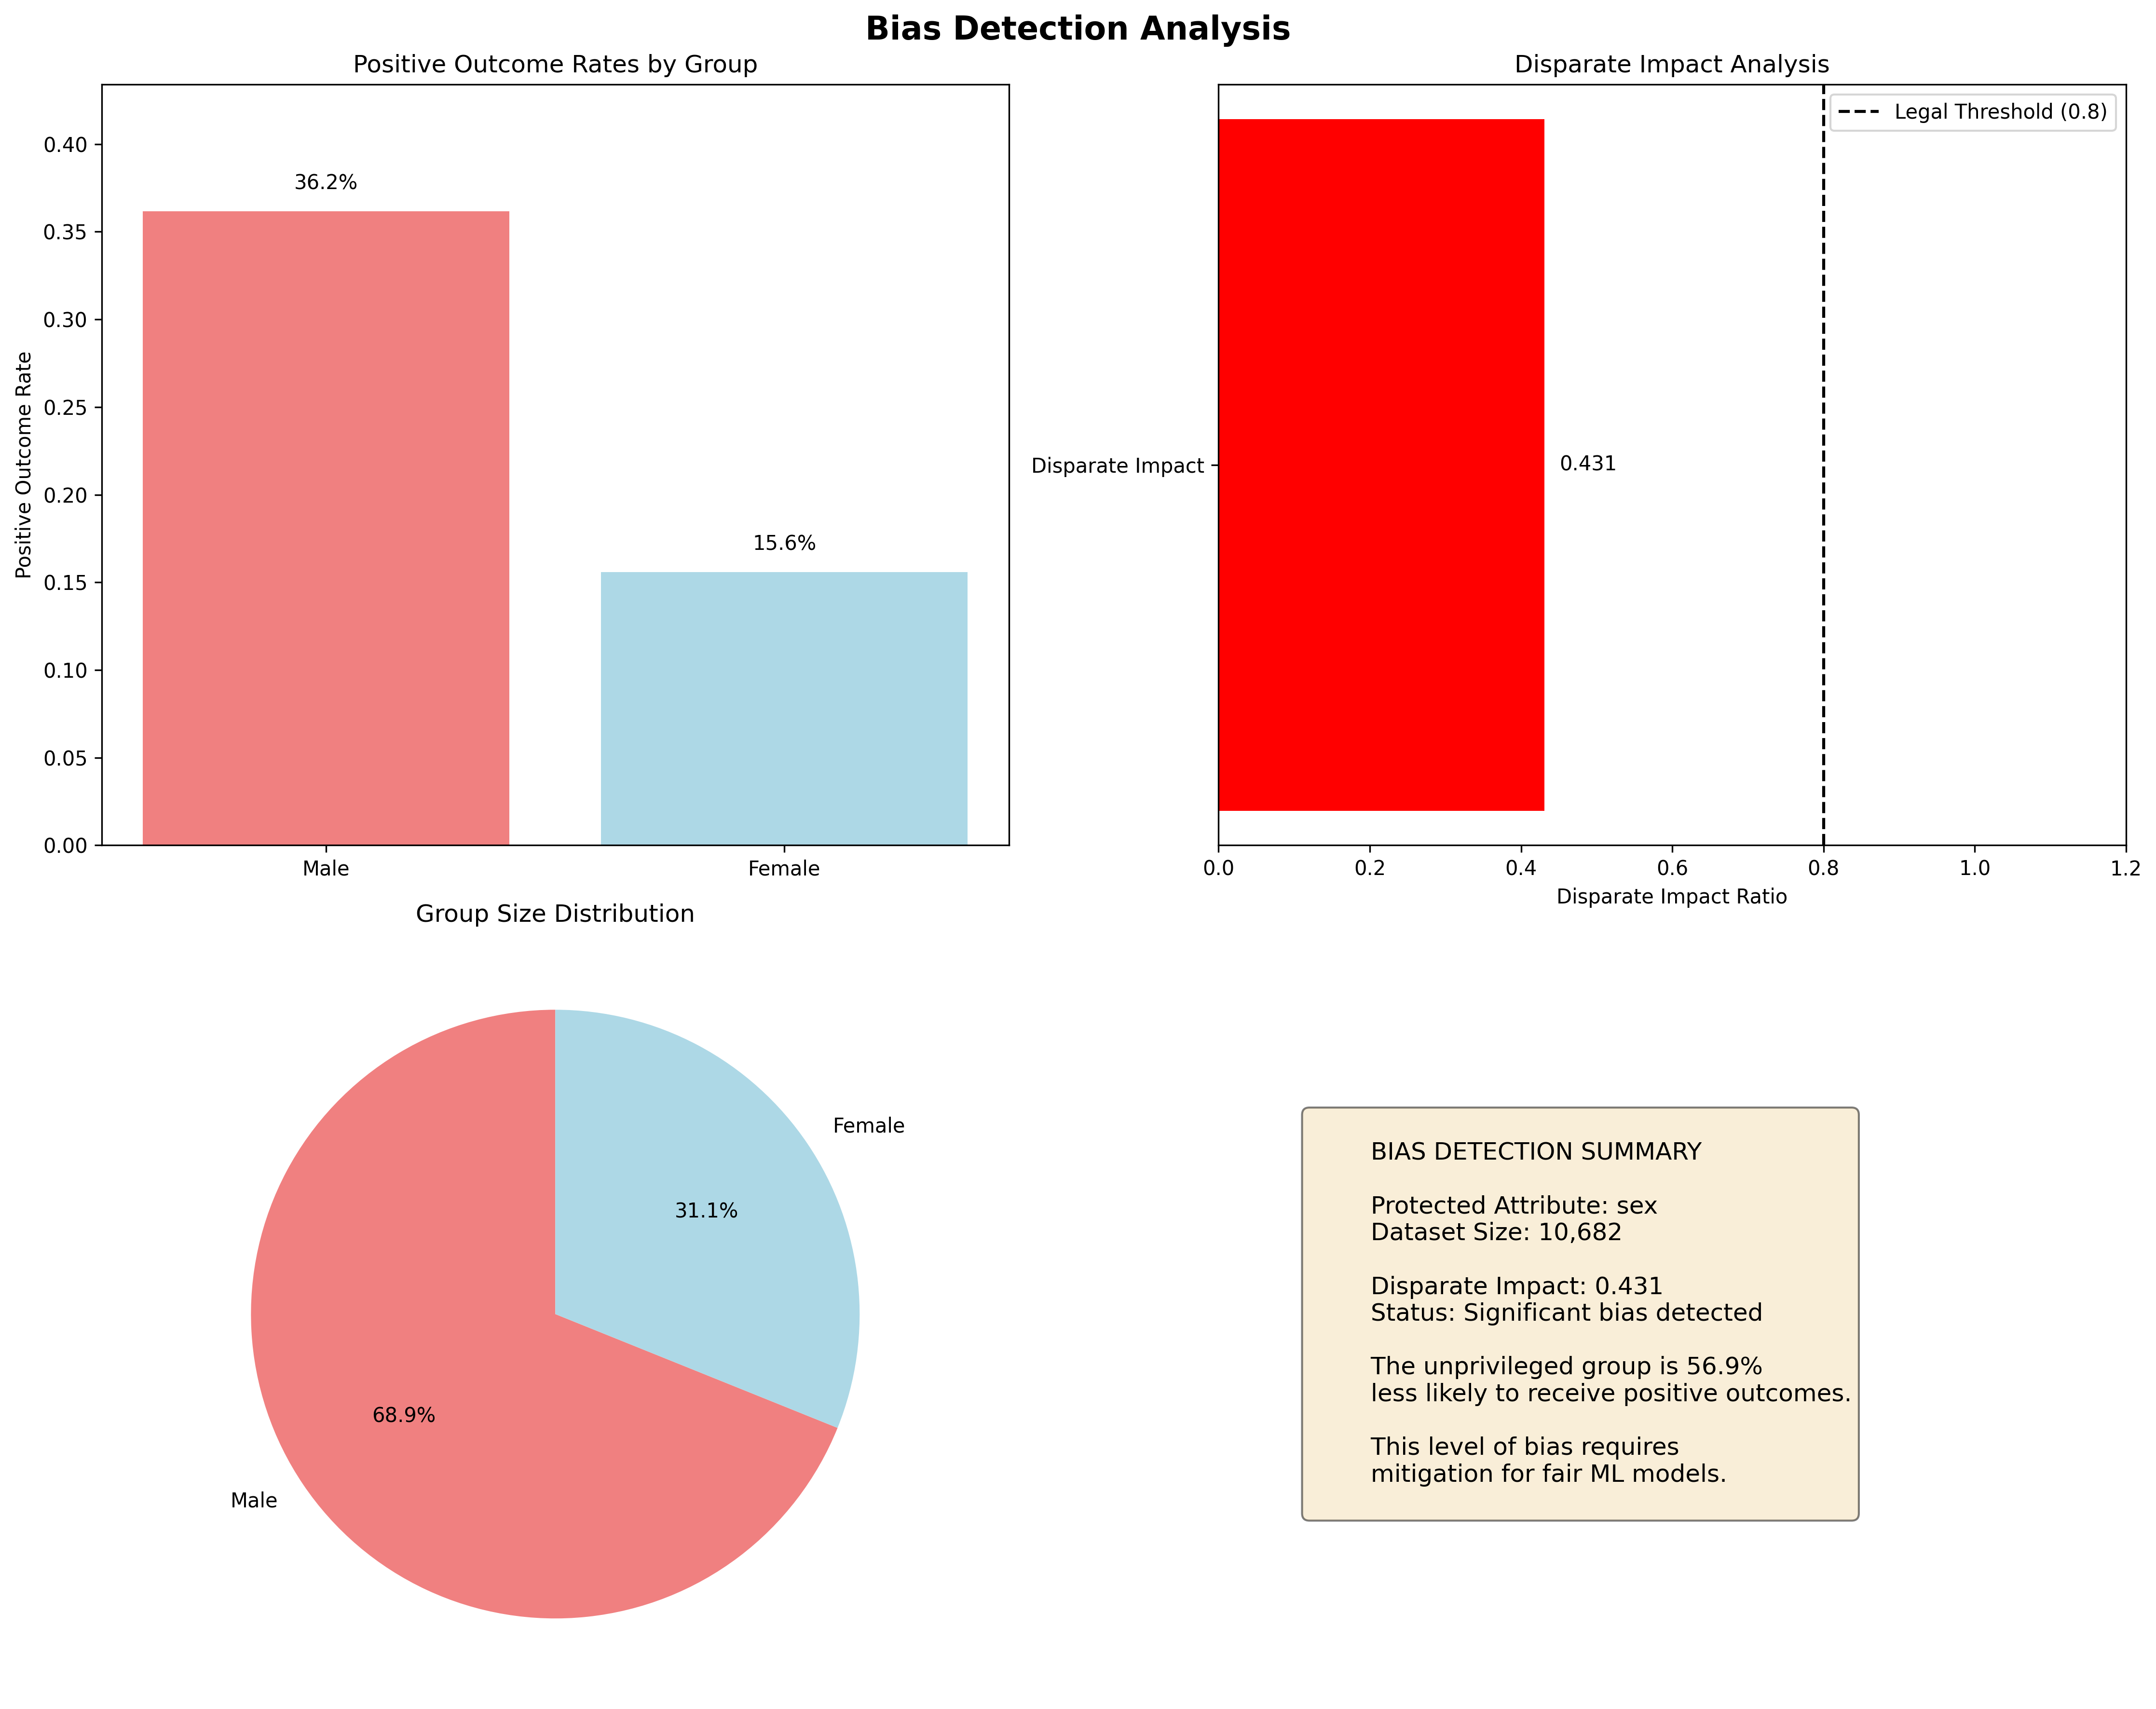 Bias Detection Analysis
Positive Outcome Rates by Group
Positive Outcome Rate
0.40
0.35
0.30
0.25
0.20
0.15
0.10
0.05
0.00
36.2%
15.6%
Male
Female
Disparate Impact Analysis
Legal Threshold (0.8)
Disparate Impact
0.431
0.0
0.2
0.4
0.6
0.8
1.0
1.2
Disparate Impact Ratio
Group Size Distribution
Female
31.1%
68.9%
Male
BIAS DETECTION SUMMARY
Protected Attribute: sex
Dataset Size: 10,682
Disparate Impact: 0.431
Status: Significant bias detected
The unprivileged group is 56.9%
less likely to receive positive outcomes.
This level of bias requires
mitigation for fair ML models.